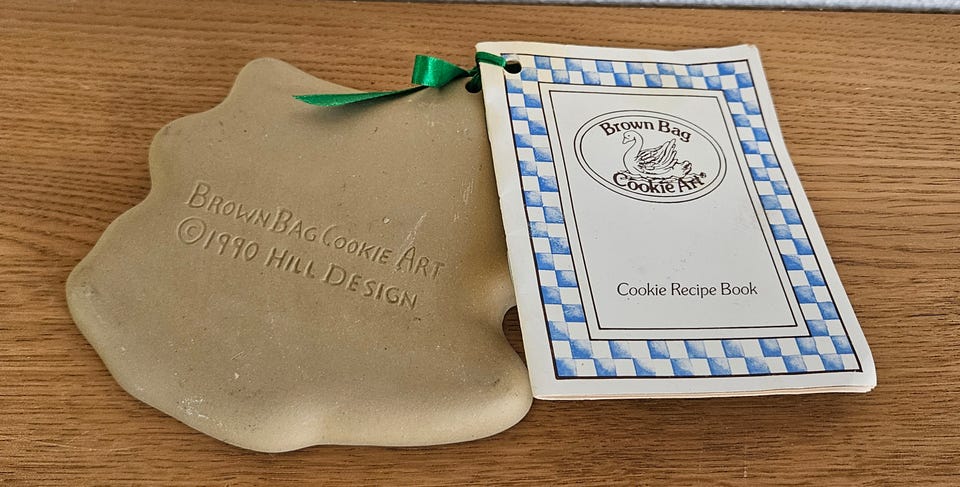 Brown Bag Cookie Art
©1990 Hill Design
Brown Bag
Cookie Art®
Cookie Recipe Book